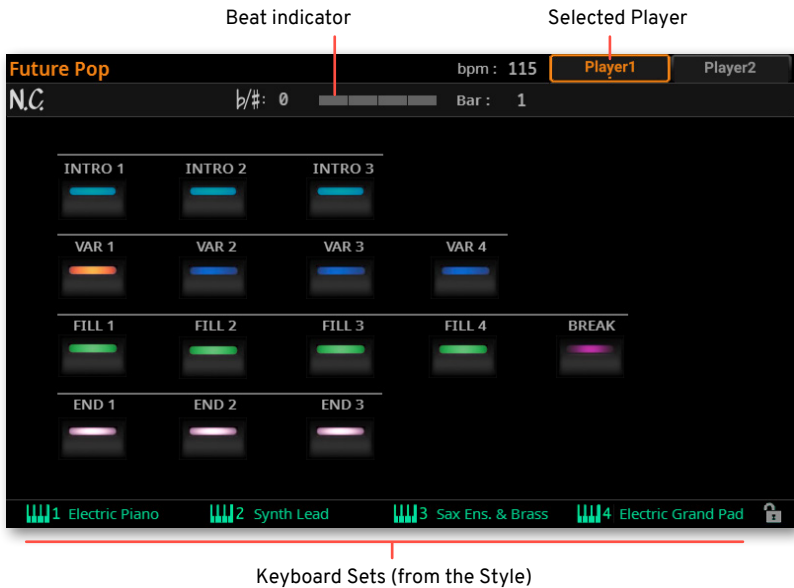 Beat indicator Selected Player
Future Pop bpm : 115 Player1 Player2
N.C. b/#: 0 Bar : 1
INTRO 1 INTRO 2 INTRO 3
VAR 1 VAR 2 VAR 3 VAR 4
FILL 1 FILL 2 FILL 3 FILL 4 BREAK
END 1 END 2 END 3
1 Electric Piano 2 Synth Lead 3 Sax Ens. & Brass 4 Electric Grand Pad
Keyboard Sets (from the Style)